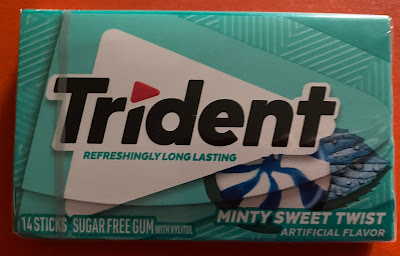 Trident
REFRESHINGLY LONG LASTING
MINTY SWEET TWIST
14 STICKS SUGAR FREE GUM WITH XYLITOL
ARTIFICIAL FLAVOR